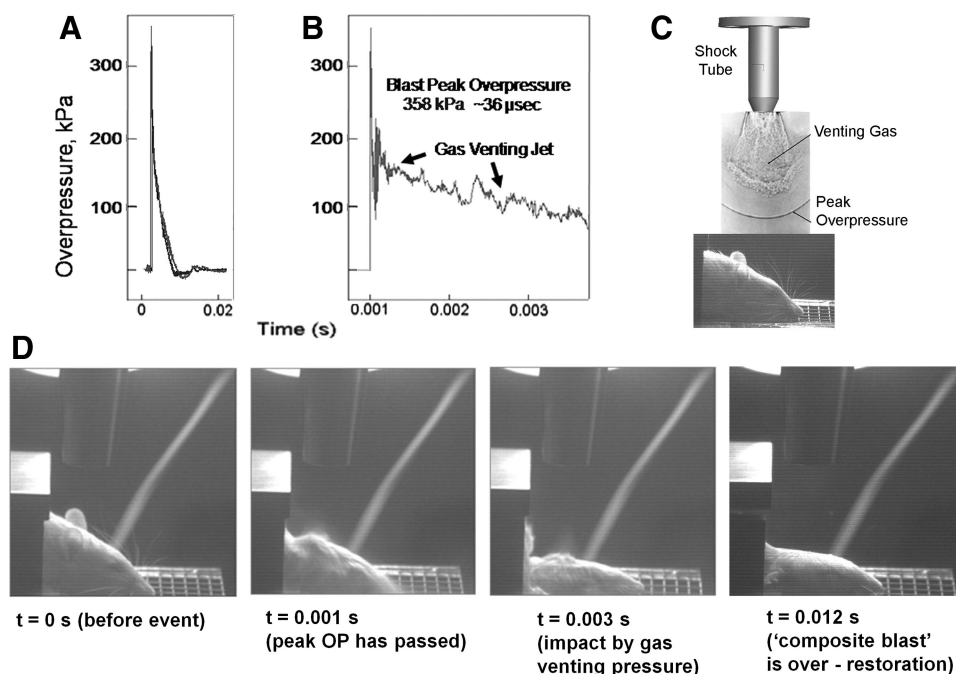 A
B
C
Overpressure, kPa
300
200
100
0
0.02
300
200
100
Blast Peak Overpressure
358 kPa ~36 µsec
Gas Venting Jet
0.001
0.002
0.003
Time (s)
Shock
Tube
Venting Gas
Peak
Overpressure
D
t = 0 s (before event)
t = 0.001 s
(peak OP has passed)
t = 0.003 s
(impact by gas
venting pressure)
t = 0.012 s
(‘composite blast’
is over - restoration)